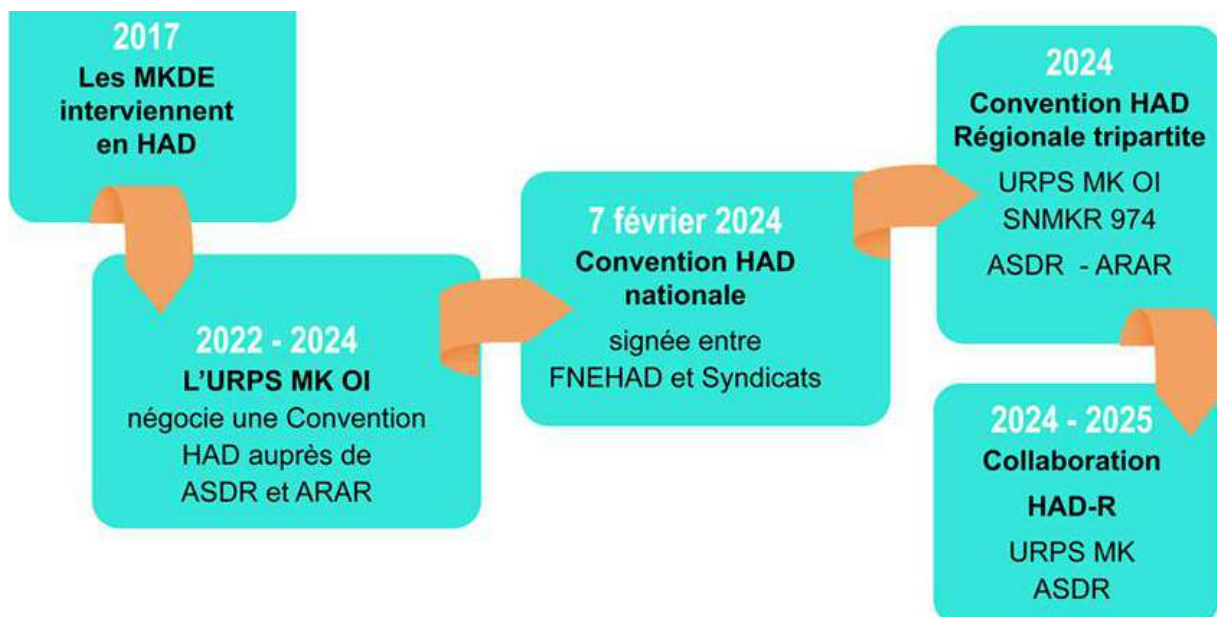 2017
Les MKDE
interviennent
en HAD
2022 - 2024
L'URPS MK OI
négocie une Convention
HAD auprès de
ASDR et ARAR
7 février 2024
Convention HAD
nationale
signée entre
FNEHAD et Syndicats
2024
Convention HAD
Régionale tripartite
URPS MK OI
SNMKR 974
ASDR - ARAR
2024 - 2025
Collaboration
HAD-R
URPS MK
ASDR